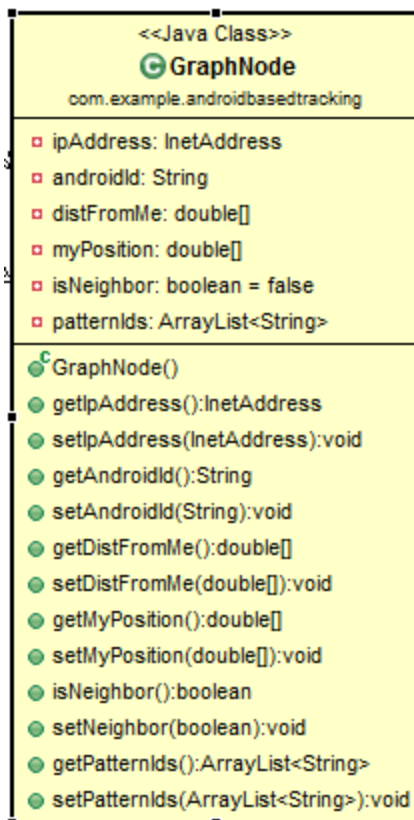 <<Java Class>>
GraphNode
com.example.androidbasedtracking
ipAddress: InetAddress
androidId: String
distFromMe: double[]
myPosition: double[]
isNeighbor: boolean = false
patternIds: ArrayList<String>
GraphNode()
getIpAddress():InetAddress
setIpAddress(InetAddress):void
getAndroidId():String
setAndroidId(String):void
getDistFromMe():double[]
setDistFromMe(double[]):void
getMyPosition():double[]
setMyPosition(double[]):void
isNeighbor():boolean
setNeighbor(boolean):void
getPatternIds():ArrayList<String>
setPatternIds(ArrayList<String>):void